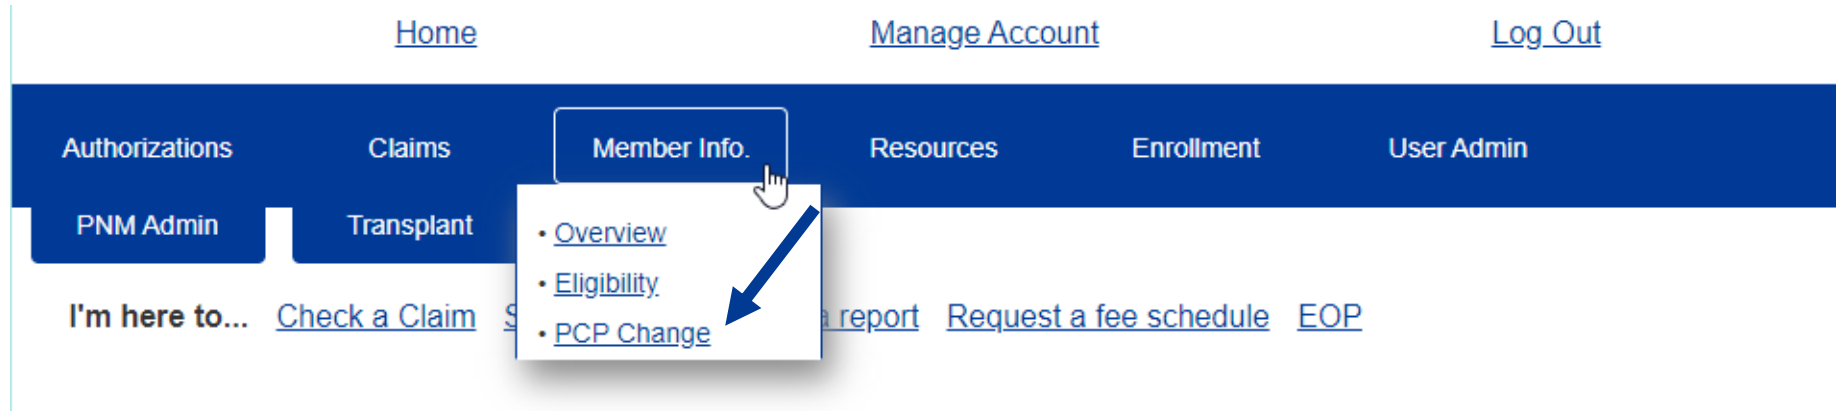 Home Manage Account Log Out
Authorizations Claims Member Info. Resources Enrollment User Admin
PNM Admin Transplant
• Overview
• Eligibility
• PCP Change
I'm here to... Check a Claim report Request a fee schedule EOP